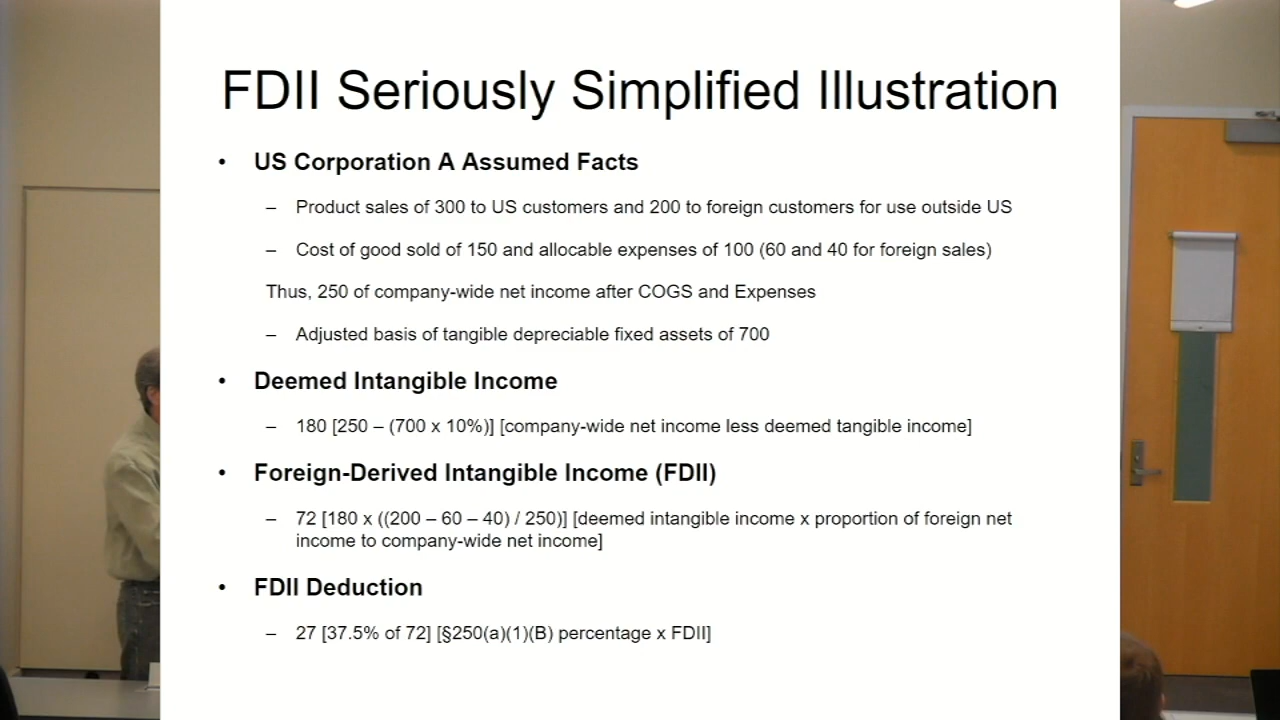 FDII Seriously Simplified Illustration
• US Corporation A Assumed Facts
– Product sales of 300 to US customers and 200 to foreign customers for use outside US
– Cost of good sold of 150 and allocable expenses of 100 (60 and 40 for foreign sales)
Thus, 250 of company-wide net income after COGS and Expenses
– Adjusted basis of tangible depreciable fixed assets of 700
• Deemed Intangible Income
– 180 [250 – (700 x 10%)] [company-wide net income less deemed tangible income]
• Foreign-Derived Intangible Income (FDII)
– 72 [180 x ((200 – 60 – 40) / 250)] [deemed intangible income x proportion of foreign net
income to company-wide net income]
• FDII Deduction
– 27 [37.5% of 72] [§250(a)(1)(B) percentage x FDII]